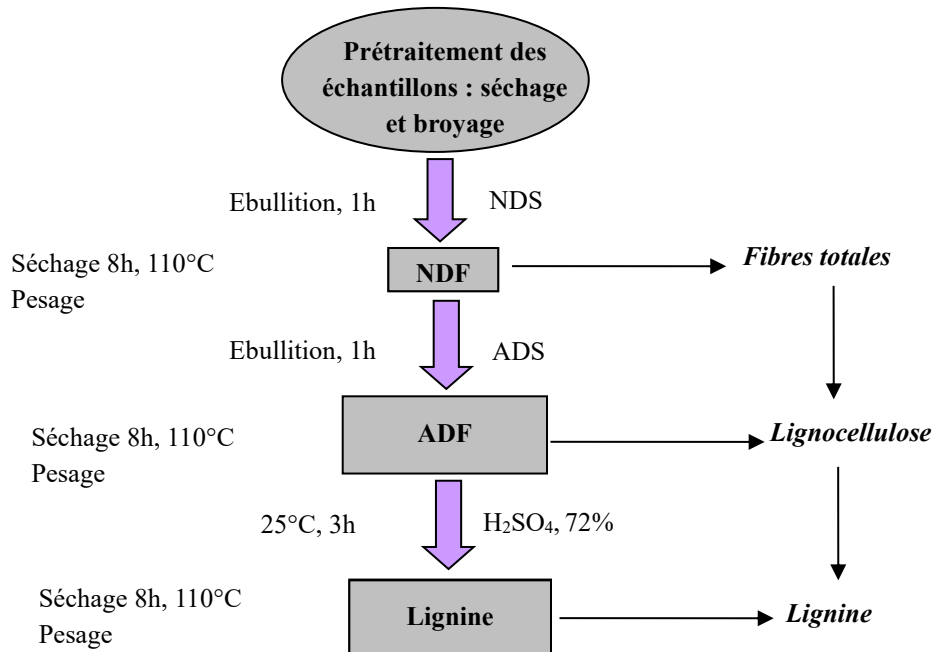 Prétraitement des
échantillons : séchage
et broyage
Ebullition, 1h
NDS
Séchage 8h, 110°C
Pesage
NDF
Fibres totales
Ebullition, 1h
ADS
Séchage 8h, 110°C
Pesage
ADF
Lignocellulose
25°C, 3h
H₂SO₄, 72%
Séchage 8h, 110°C
Pesage
Lignine
Lignine